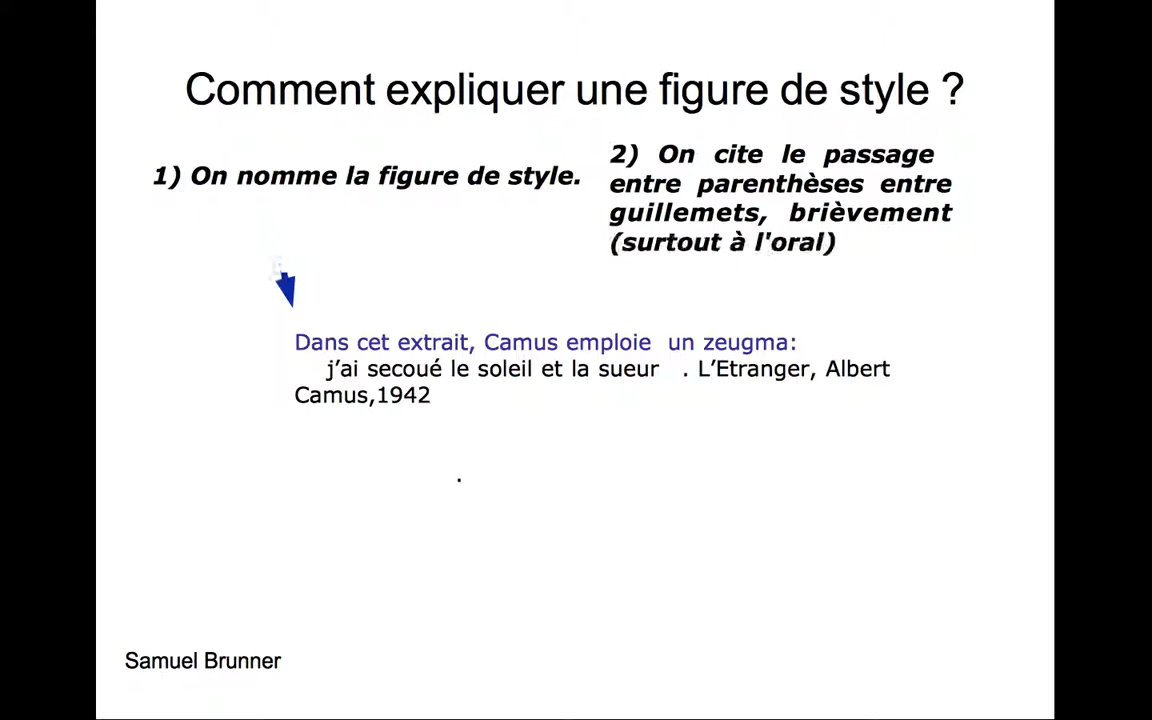 Comment expliquer une figure de style ?
1) On nomme la figure de style.
2) On cite le passage
entre parenthèses entre
guillemets, brièvement
(surtout à l'oral)
Dans cet extrait, Camus emploie un zeugma:
j’ai secoué le soleil et la sueur . L’Etranger, Albert
Camus,1942
.
Samuel Brunner